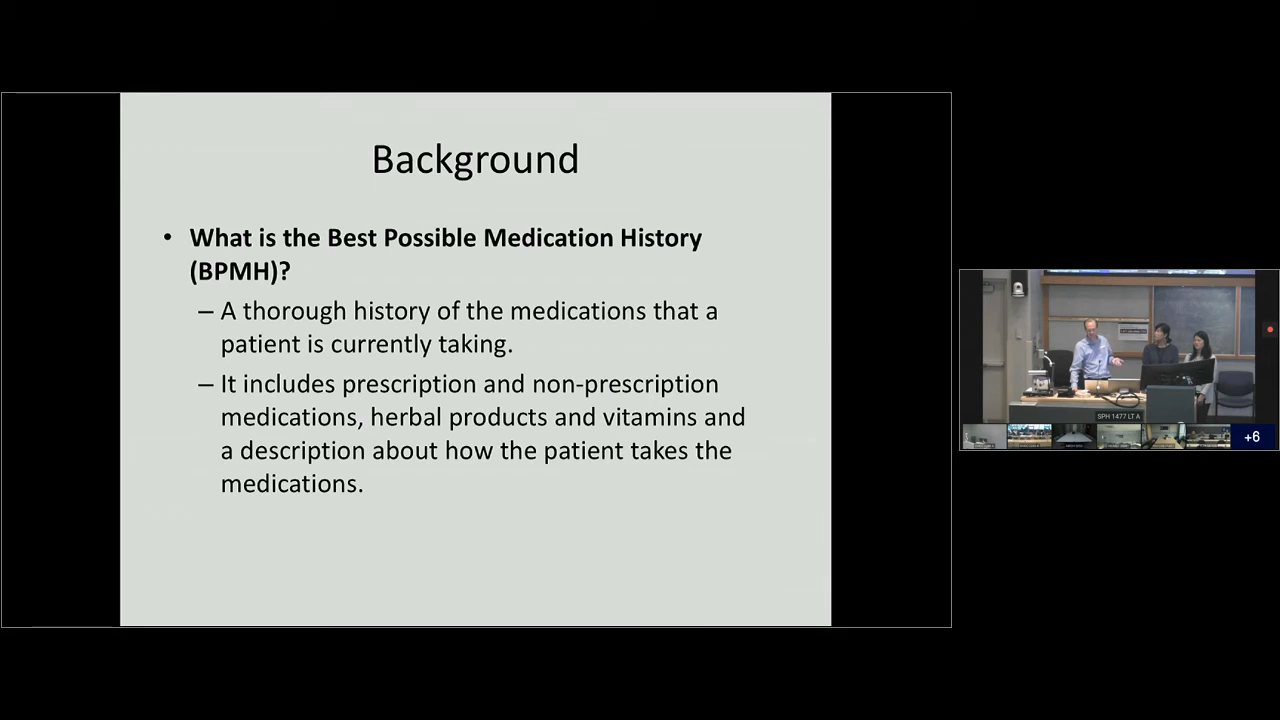 Background
• What is the Best Possible Medication History
(BPMH)?
– A thorough history of the medications that a
patient is currently taking.
– It includes prescription and non-prescription
medications, herbal products and vitamins and
a description about how the patient takes the
medications.
SPH 1477 LT A
+6